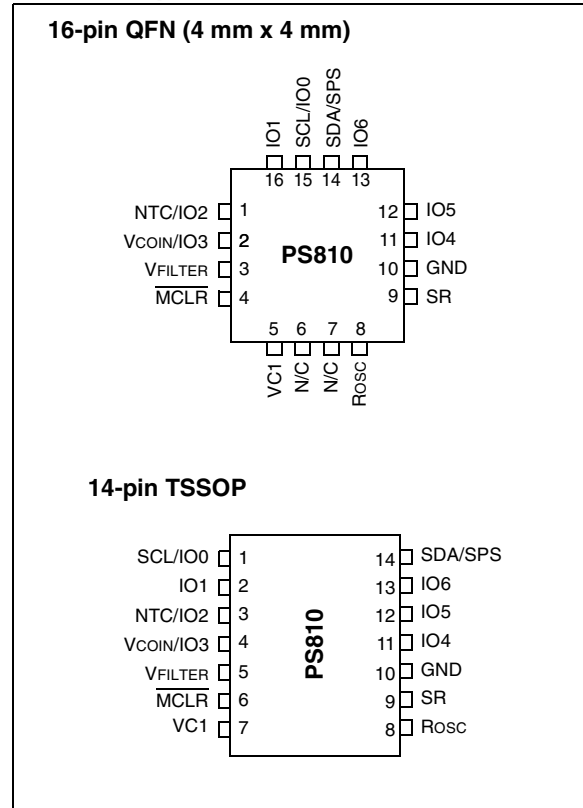 16-pin QFN (4 mm x 4 mm)
IO1
SCL/IO0
SDA/SPS
IO6
16 15 14 13
NTC/IO2 1
VCOIN/IO3 2
VFILTER 3
MCLR 4
PS810
12 IO5
11 IO4
10 GND
9 SR
5 6 7 8
VC1
N/C
N/C
ROSC
14-pin TSSOP
SCL/IO0 1
IO1 2
NTC/IO2 3
VCOIN/IO3 4
VFILTER 5
MCLR 6
VC1 7
PS810
14 SDA/SPS
13 IO6
12 IO5
11 IO4
10 GND
9 SR
8 ROSC